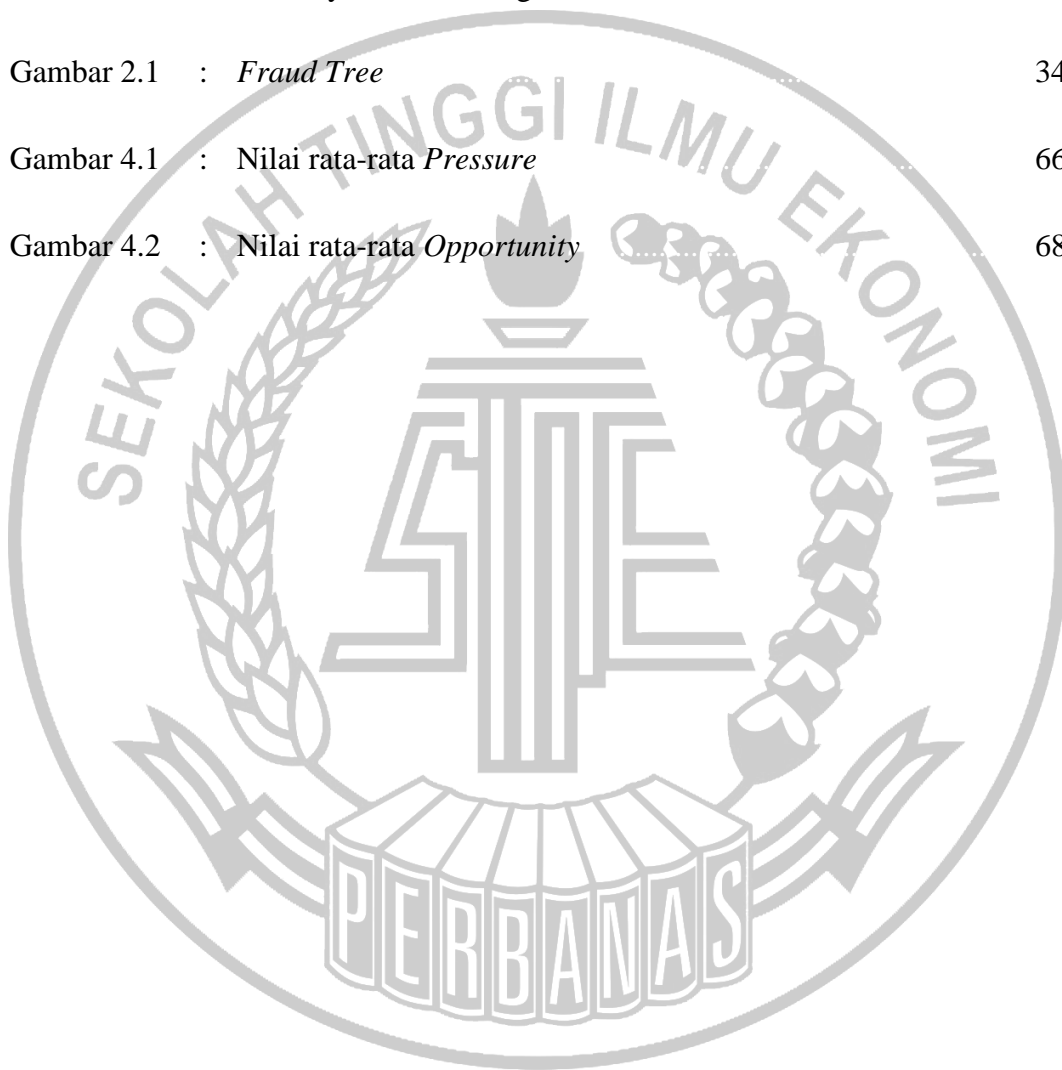 Gambar 2.1 : Fraud Tree 34
Gambar 4.1 : Nilai rata-rata Pressure 66
Gambar 4.2 : Nilai rata-rata Opportunity 68
SEKOLAH TINGGI ILMU EKONOMI
STIE
PERBANAS